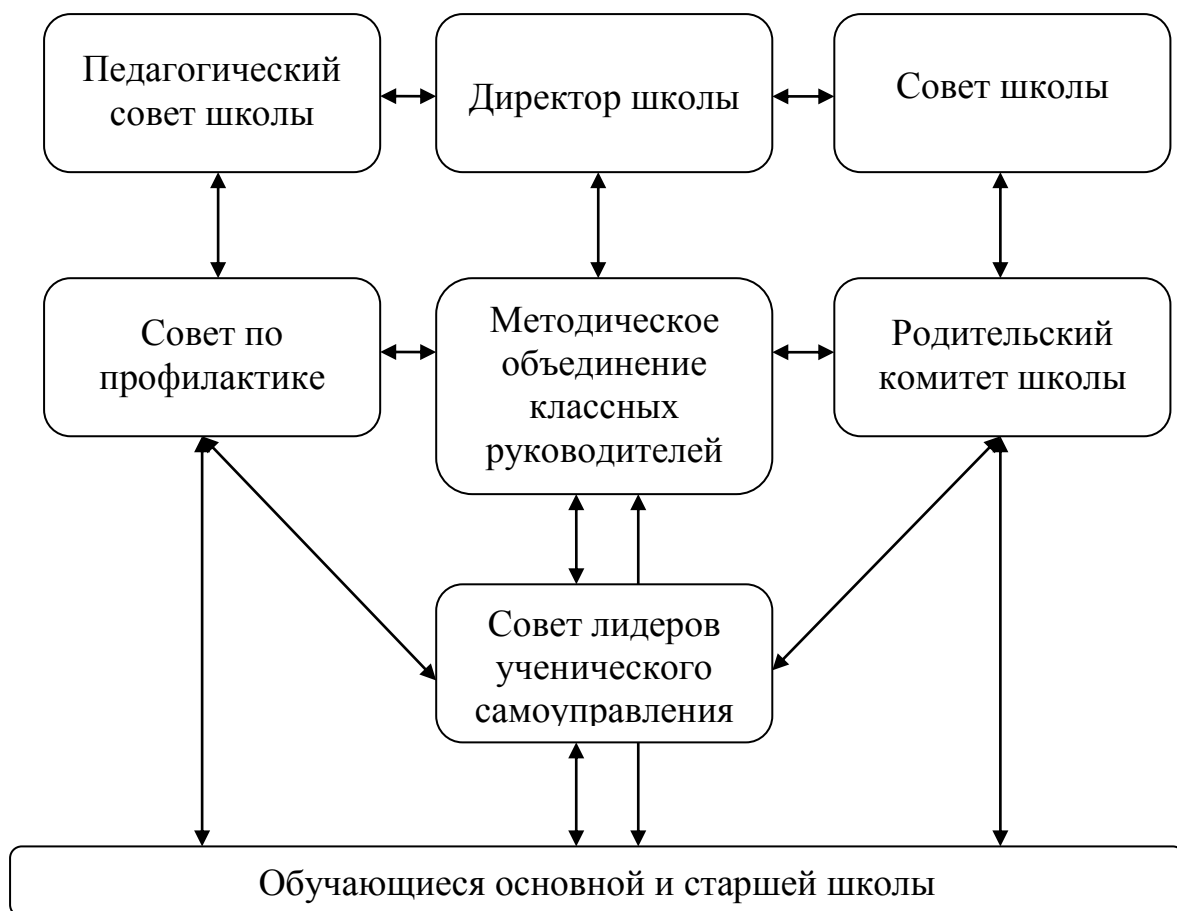 Педагогический
совет школы
Директор школы
Совет школы
Совет по
профилактике
Методическое
объединение
классных
руководителей
Родительский
комитет школы
Совет лидеров
ученического
самоуправления
Обучающиеся основной и старшей школы